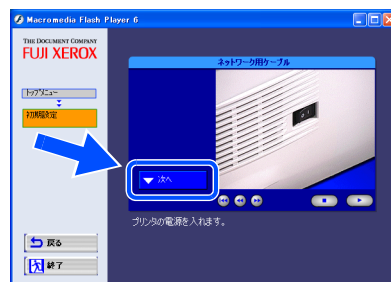 Macromedia Flash Player 6
THE DOCUMENT COMPANY
FUJI XEROX
ネットワーク用ケーブル
トップメニュー
初期設定
次へ
プリンタの電源を入れます。
戻る
終了